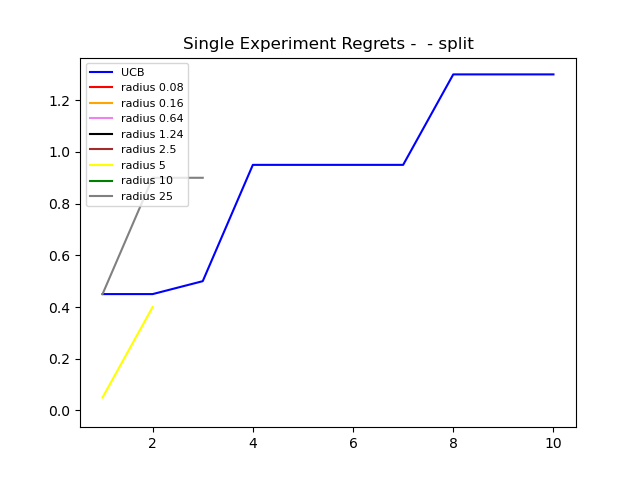 Single Experiment Regrets -  - split
UCB
radius 0.08
radius 0.16
radius 0.64
radius 1.24
radius 2.5
radius 5
radius 10
radius 25
1.2
1.0
0.8
0.6
0.4
0.2
0.0
2 4 6 8 10